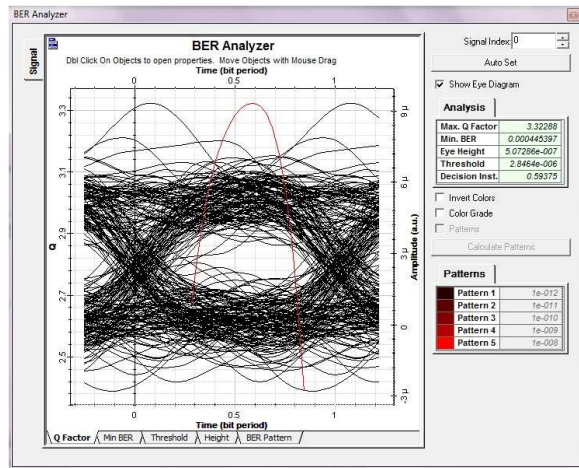 BER Analyzer
Signal Index: 0
Auto Set
Show Eye Diagram
Analysis
Max. Q Factor 3.32288
Min. BER 0.000445397
Eye Height 5.07286e-007
Threshold 2.8464e-006
Decision Inst. 0.59375
Invert Colors
Color Grade
Patterns
Calculate Patterns
Patterns
Pattern 1 1e-012
Pattern 2 1e-011
Pattern 3 1e-010
Pattern 4 1e-009
Pattern 5 1e-008
Signal
BER Analyzer
Dbl Click On Objects to open properties. Move Objects with Mouse Drag
Time (bit period)
0 0.5 1
3.3
3.1
2.9
2.7
2.5
Q
9 µ
6 µ
3 µ
0
-3 µ
Amplitude (a.u.)
0 0.5 1
Time (bit period)
Q Factor Min BER Threshold Height BER Pattern